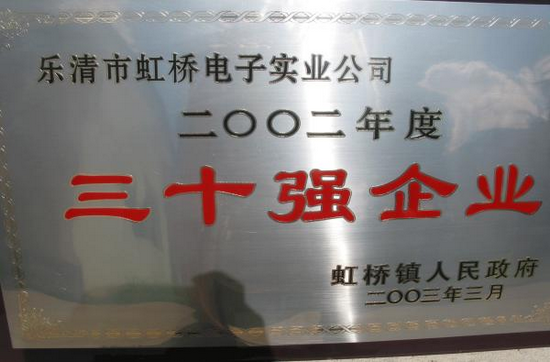 乐清市虹桥电子实业公司
二〇〇二年度
三十强企业
虹桥镇人民政府
二〇〇三年三月